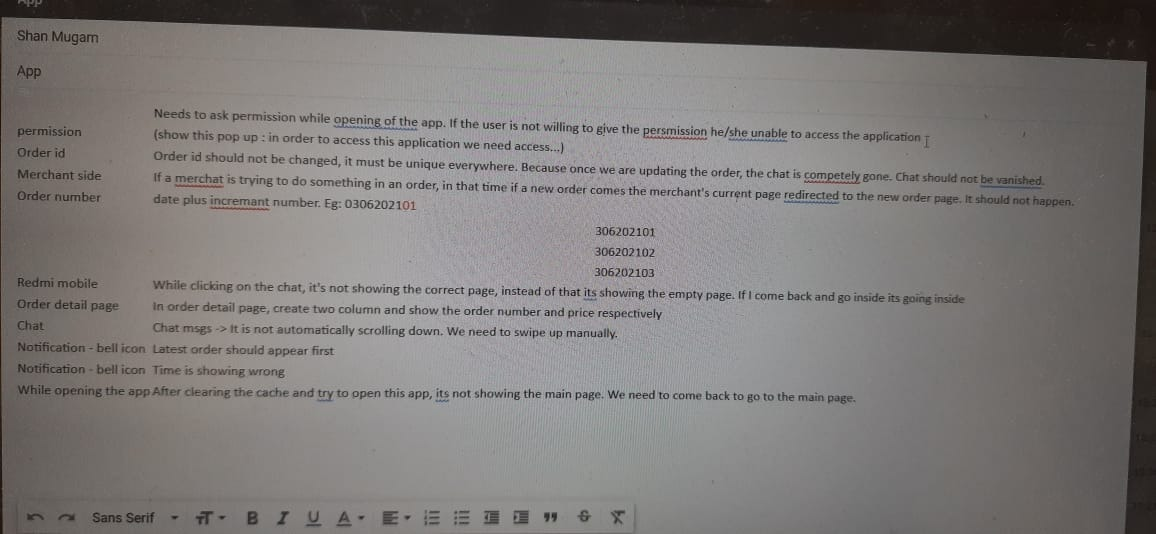 App
Shan Mugam
App
Needs to ask permission while opening of the app. If the user is not willing to give the persmission he/she unable to access the application
permission (show this pop up : in order to access this application we need access...)
Order id Order id should not be changed, it must be unique everywhere. Because once we are updating the order, the chat is competely gone. Chat should not be vanished.
Merchant side If a merchat is trying to do something in an order, in that time if a new order comes the merchant's current page redirected to the new order page. It should not happen.
Order number date plus incremant number. Eg: 0306202101
306202101
306202102
306202103
Redmi mobile While clicking on the chat, it's not showing the correct page, instead of that its showing the empty page. If I come back and go inside its going inside
Order detail page In order detail page, create two column and show the order number and price respectively
Chat Chat msgs -> It is not automatically scrolling down. We need to swipe up manually.
Notification - bell icon Latest order should appear first
Notification - bell icon Time is showing wrong
While opening the app After clearing the cache and try to open this app, its not showing the main page. We need to come back to go to the main page.
Sans Serif